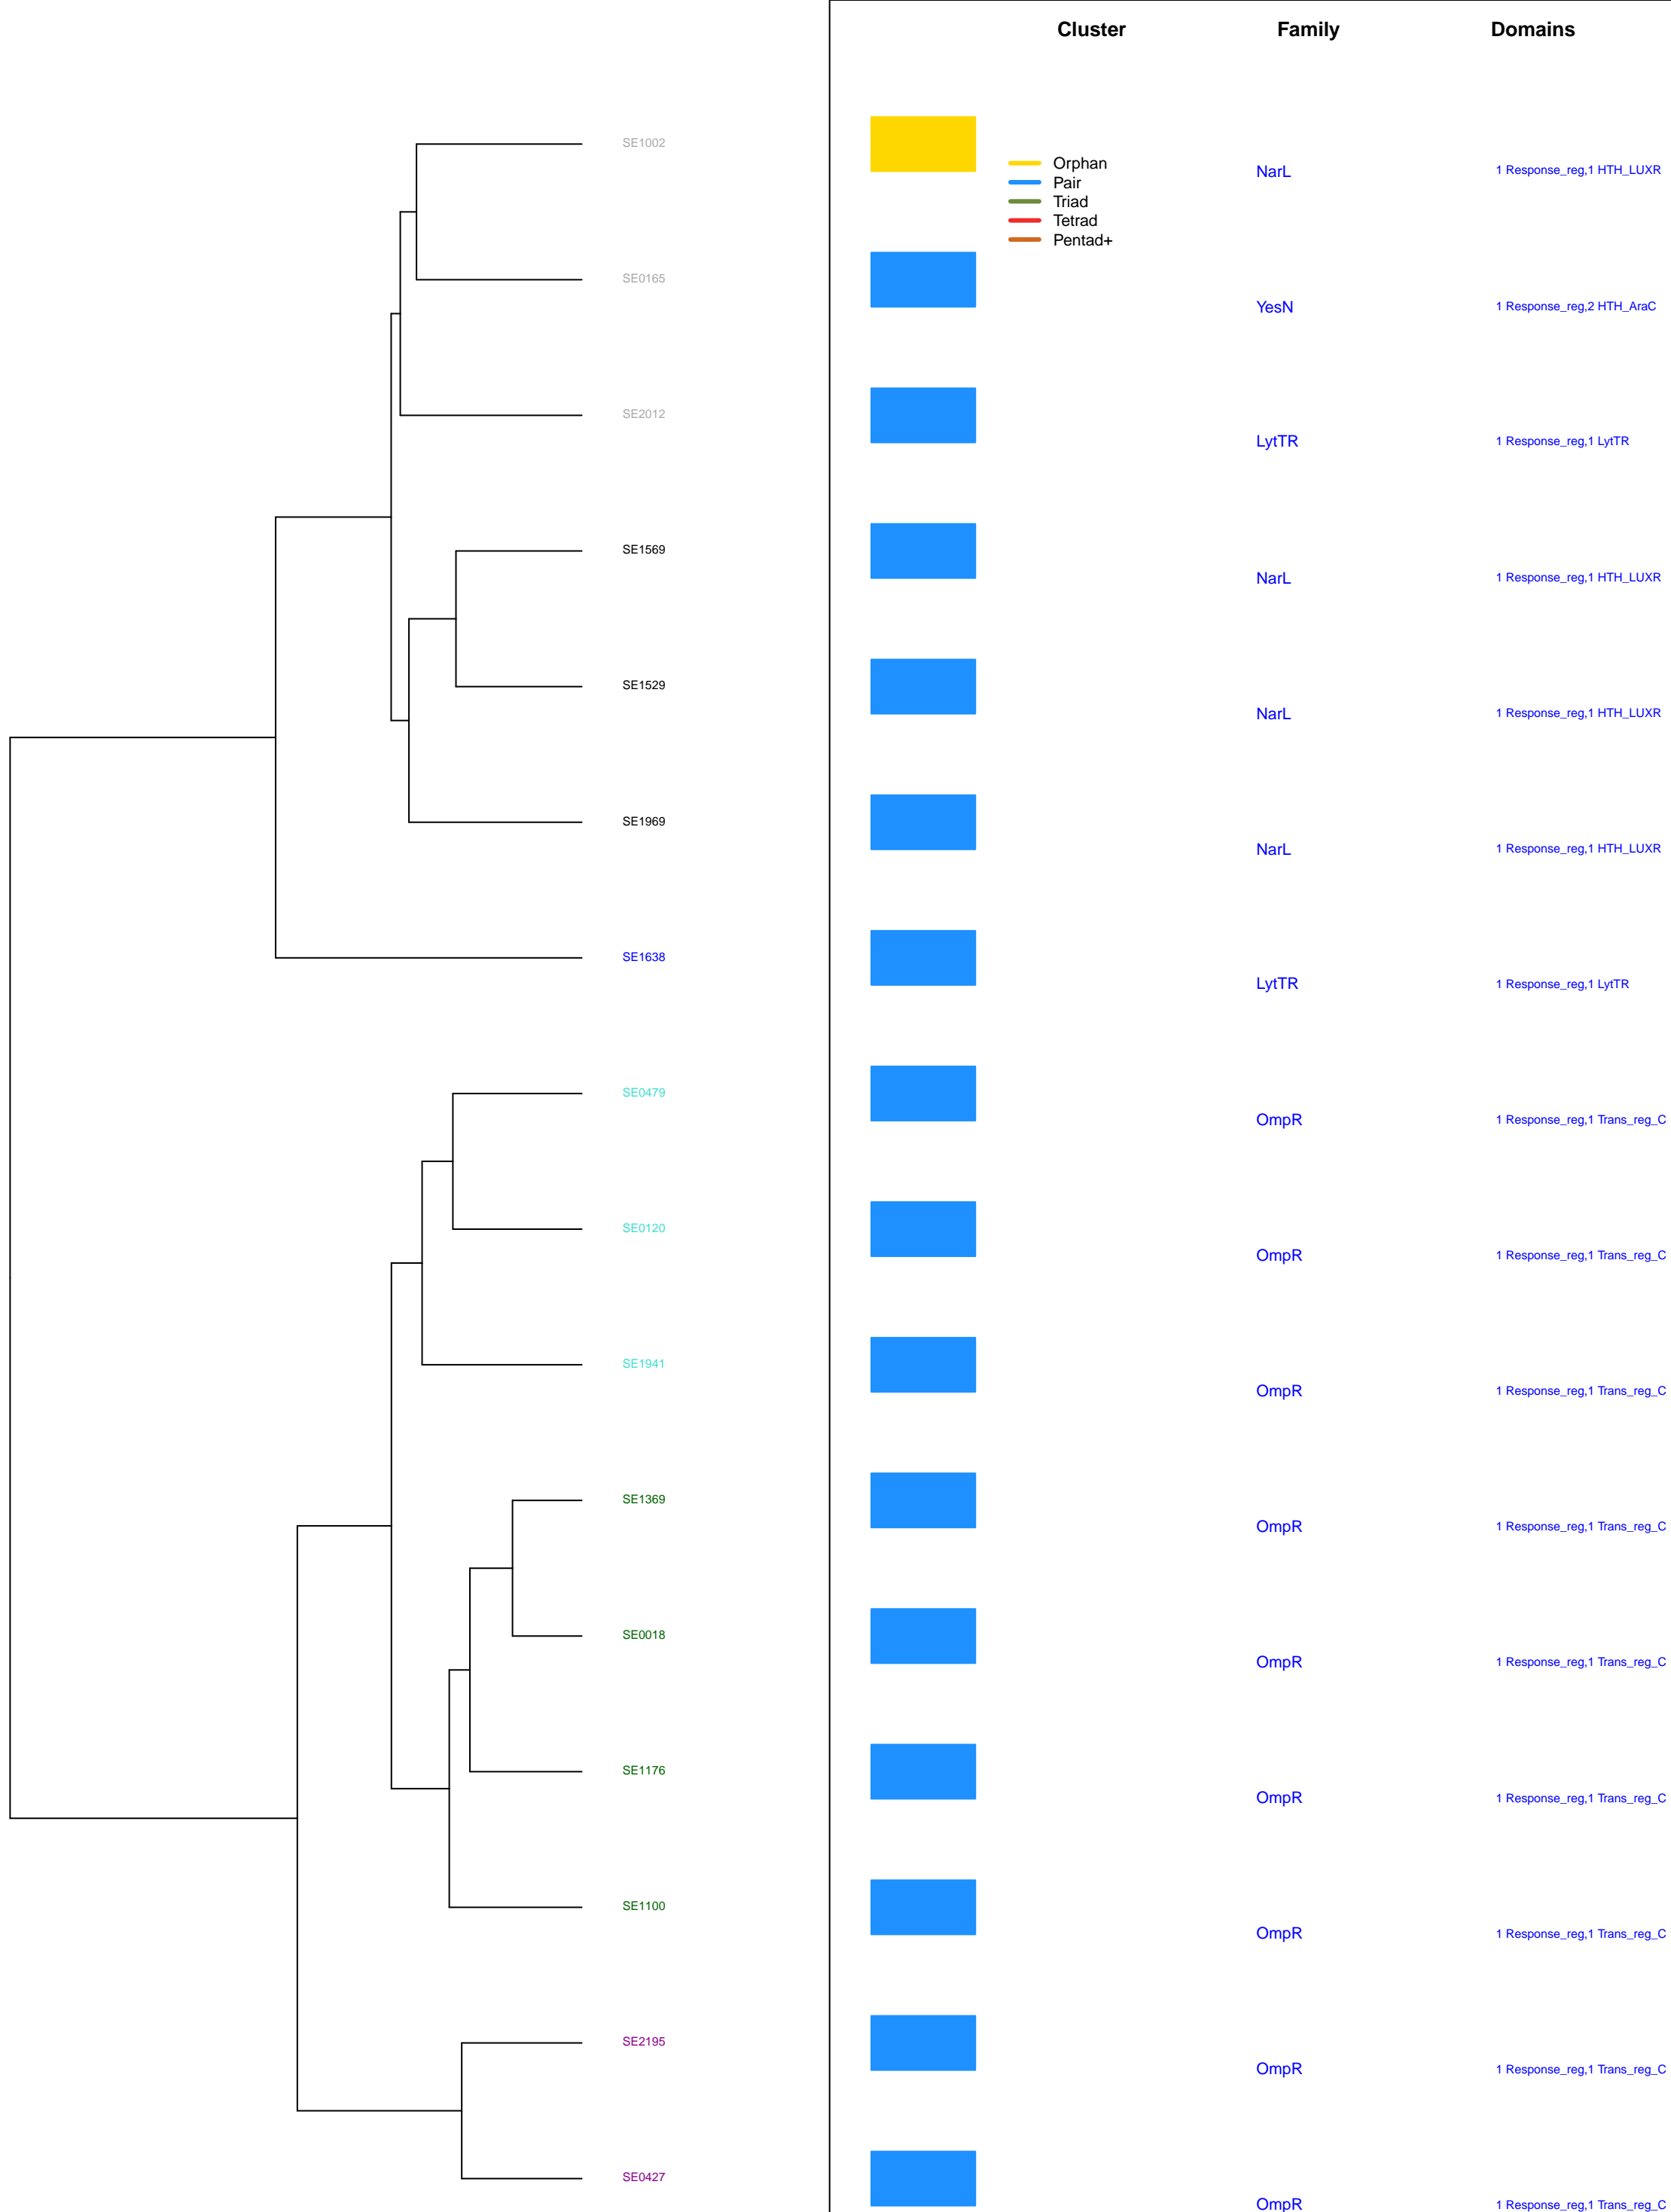 Cluster Family Domains
SE1002
Orphan
Pair
Triad
Tetrad
Pentad+
NarL 1 Response_reg,1 HTH_LUXR
SE0165
YesN 1 Response_reg,2 HTH_AraC
SE2012
LytTR 1 Response_reg,1 LytTR
SE1569
NarL 1 Response_reg,1 HTH_LUXR
SE1529
NarL 1 Response_reg,1 HTH_LUXR
SE1969
NarL 1 Response_reg,1 HTH_LUXR
SE1638
LytTR 1 Response_reg,1 LytTR
SE0479
OmpR 1 Response_reg,1 Trans_reg_C
SE0120
OmpR 1 Response_reg,1 Trans_reg_C
SE1941
OmpR 1 Response_reg,1 Trans_reg_C
SE1369
OmpR 1 Response_reg,1 Trans_reg_C
SE0018
OmpR 1 Response_reg,1 Trans_reg_C
SE1176
OmpR 1 Response_reg,1 Trans_reg_C
SE1100
OmpR 1 Response_reg,1 Trans_reg_C
SE2195
OmpR 1 Response_reg,1 Trans_reg_C
SE0427
OmpR 1 Response_reg,1 Trans_reg_C